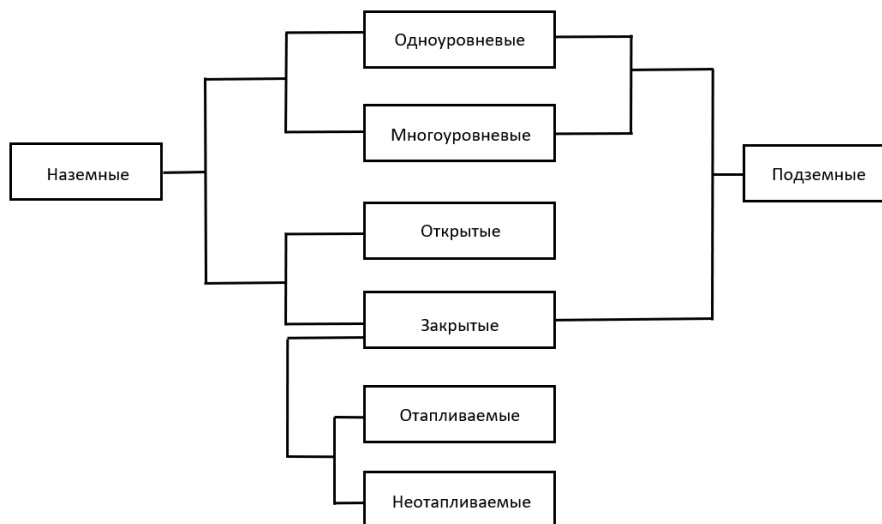 Одноуровневые
Многоуровневые
Наземные
Подземные
Открытые
Закрытые
Отапливаемые
Неотапливаемые